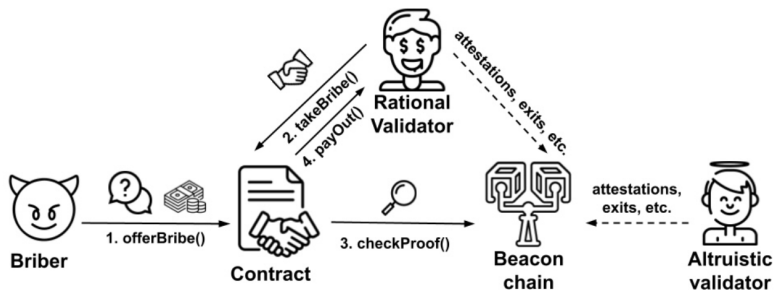 attestations, exits, etc.
2. takeBribe()
4. payOut()
Rational
Validator
?
$ $
1. offerBribe()
3. checkProof()
attestations,
exits, etc.
Briber
Contract
Beacon
chain
Altruistic
validator